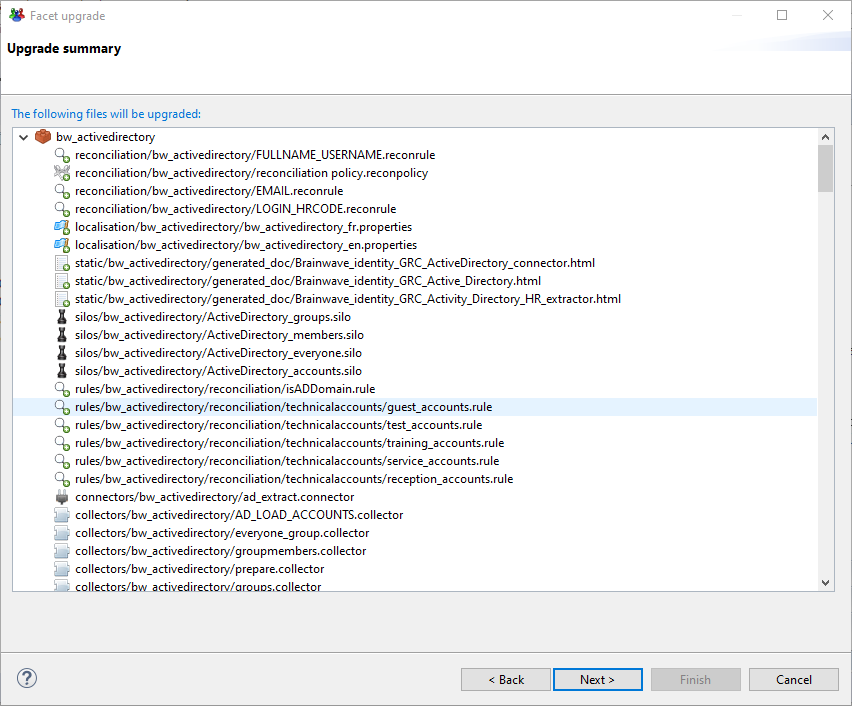 Facet upgrade
Upgrade summary
The following files will be upgraded:
bw_activedirectory
reconciliation/bw_activedirectory/FULLNAME_USERNAME.reconrule
reconciliation/bw_activedirectory/reconciliation policy.reconpolicy
reconciliation/bw_activedirectory/EMAIL.reconrule
reconciliation/bw_activedirectory/LOGIN_HRCODE.reconrule
localisation/bw_activedirectory/bw_activedirectory_fr.properties
localisation/bw_activedirectory/bw_activedirectory_en.properties
static/bw_activedirectory/generated_doc/Brainwave_identity_GRC_ActiveDirectory_connector.html
static/bw_activedirectory/generated_doc/Brainwave_identity_GRC_Active_Directory.html
static/bw_activedirectory/generated_doc/Brainwave_identity_GRC_Activity_Directory_HR_extractor.html
silos/bw_activedirectory/ActiveDirectory_groups.silo
silos/bw_activedirectory/ActiveDirectory_members.silo
silos/bw_activedirectory/ActiveDirectory_everyone.silo
silos/bw_activedirectory/ActiveDirectory_accounts.silo
rules/bw_activedirectory/reconciliation/isADDomain.rule
rules/bw_activedirectory/reconciliation/technicalaccounts/guest_accounts.rule
rules/bw_activedirectory/reconciliation/technicalaccounts/test_accounts.rule
rules/bw_activedirectory/reconciliation/technicalaccounts/training_accounts.rule
rules/bw_activedirectory/reconciliation/technicalaccounts/service_accounts.rule
rules/bw_activedirectory/reconciliation/technicalaccounts/reception_accounts.rule
connectors/bw_activedirectory/ad_extract.connector
collectors/bw_activedirectory/AD_LOAD_ACCOUNTS.collector
collectors/bw_activedirectory/everyone_group.collector
collectors/bw_activedirectory/groupmembers.collector
collectors/bw_activedirectory/prepare.collector
collectors/bw_activedirectory/groups.collector
? < Back Next > Finish Cancel